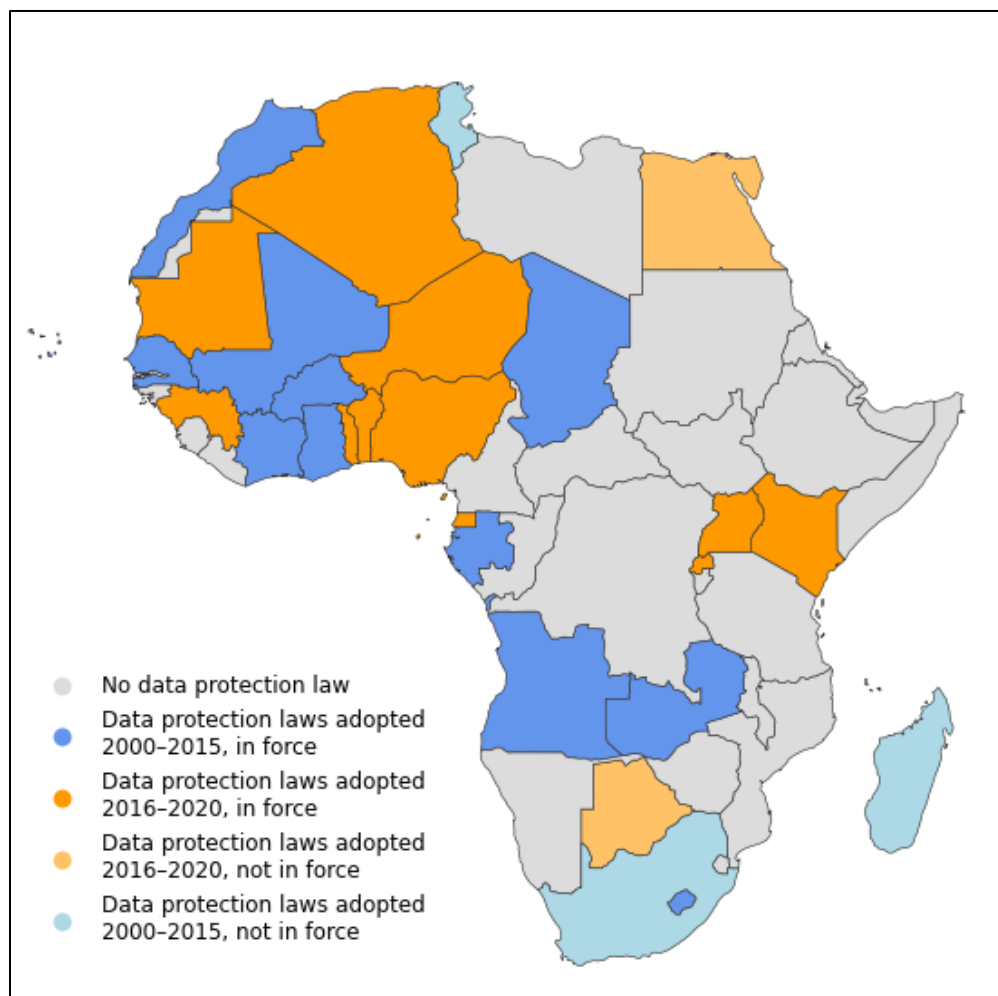 No data protection law
Data protection laws adopted
2000–2015, in force
Data protection laws adopted
2016–2020, in force
Data protection laws adopted
2016–2020, not in force
Data protection laws adopted
2000–2015, not in force